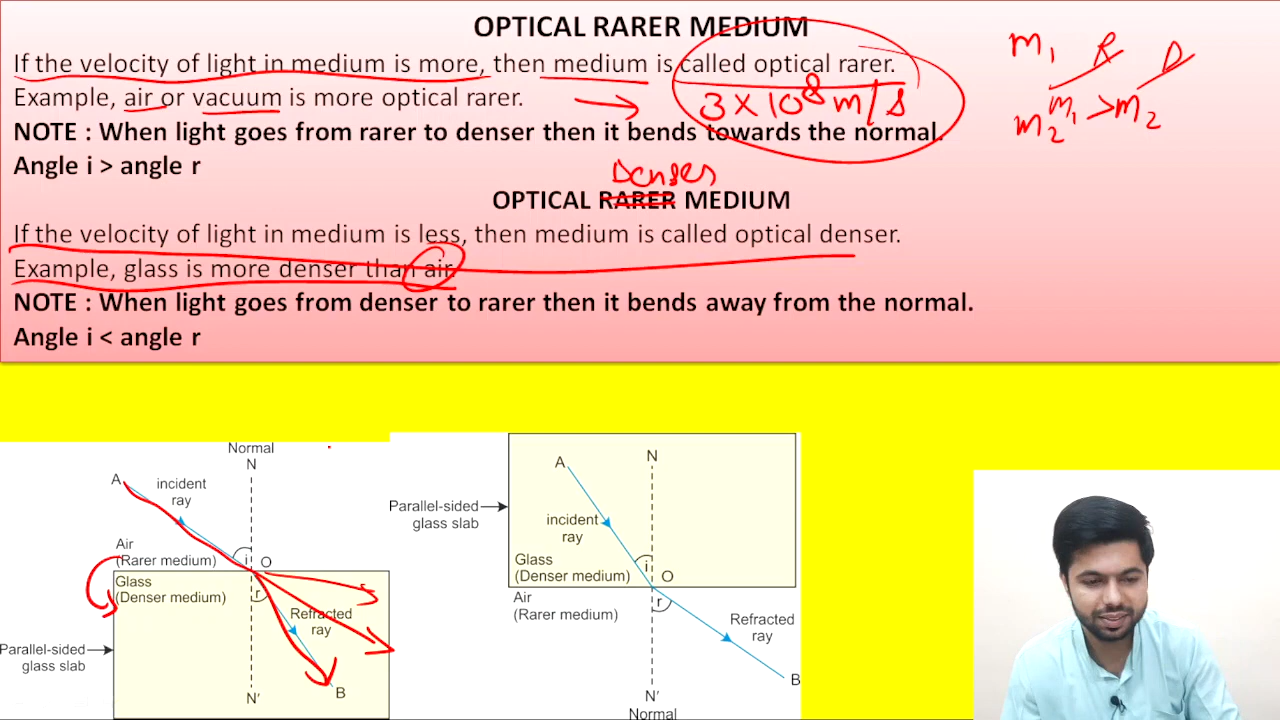 OPTICAL RARER MEDIUM
If the velocity of light in medium is more, then medium is called optical rarer.
Example, air or vacuum is more optical rarer.
3 X 10⁸ m/s
NOTE : When light goes from rarer to denser then it bends towards the normal.
Angle i > angle r
m₁ R D
m₂ m₁ > m₂
Denser
OPTICAL RARER MEDIUM
If the velocity of light in medium is less, then medium is called optical denser.
Example, glass is more denser than air.
NOTE : When light goes from denser to rarer then it bends away from the normal.
Angle i < angle r
Normal
N
A
incident
ray
Air
(Rarer medium)
i
O
Glass
(Denser medium)
r
Refracted
ray
Parallel-sided
glass slab
N'
B
A
N
Parallel-sided
glass slab
incident
ray
Glass
(Denser medium)
i
O
Air
(Rarer medium)
r
Refracted
ray
B
N'
Normal